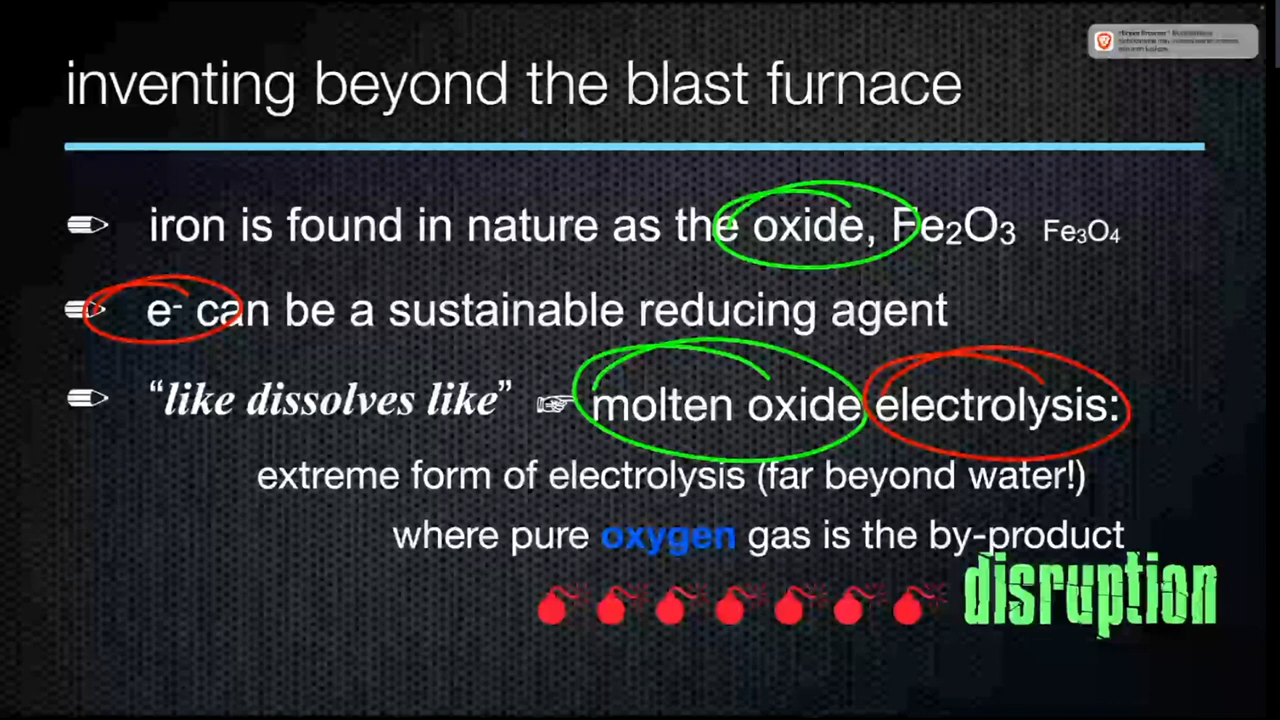 inventing beyond the blast furnace
iron is found in nature as the oxide, Fe₂O₃ Fe₃O₄
e⁻ can be a sustainable reducing agent
“like dissolves like” ☞ molten oxide electrolysis:
extreme form of electrolysis (far beyond water!)
where pure oxygen gas is the by-product
disruption